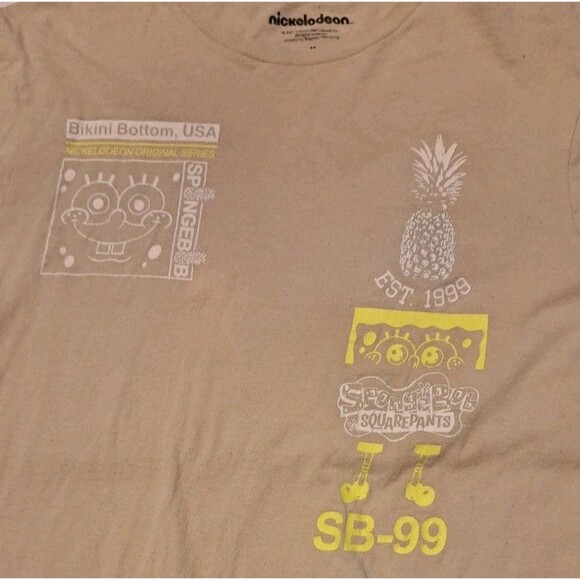 nickelodeon
Bikini Bottom, USA
NICKELODEON ORIGINAL SERIES
SPONGEBOB
EST. 1999
SPONGEBOB
SQUAREPANTS
SB-99